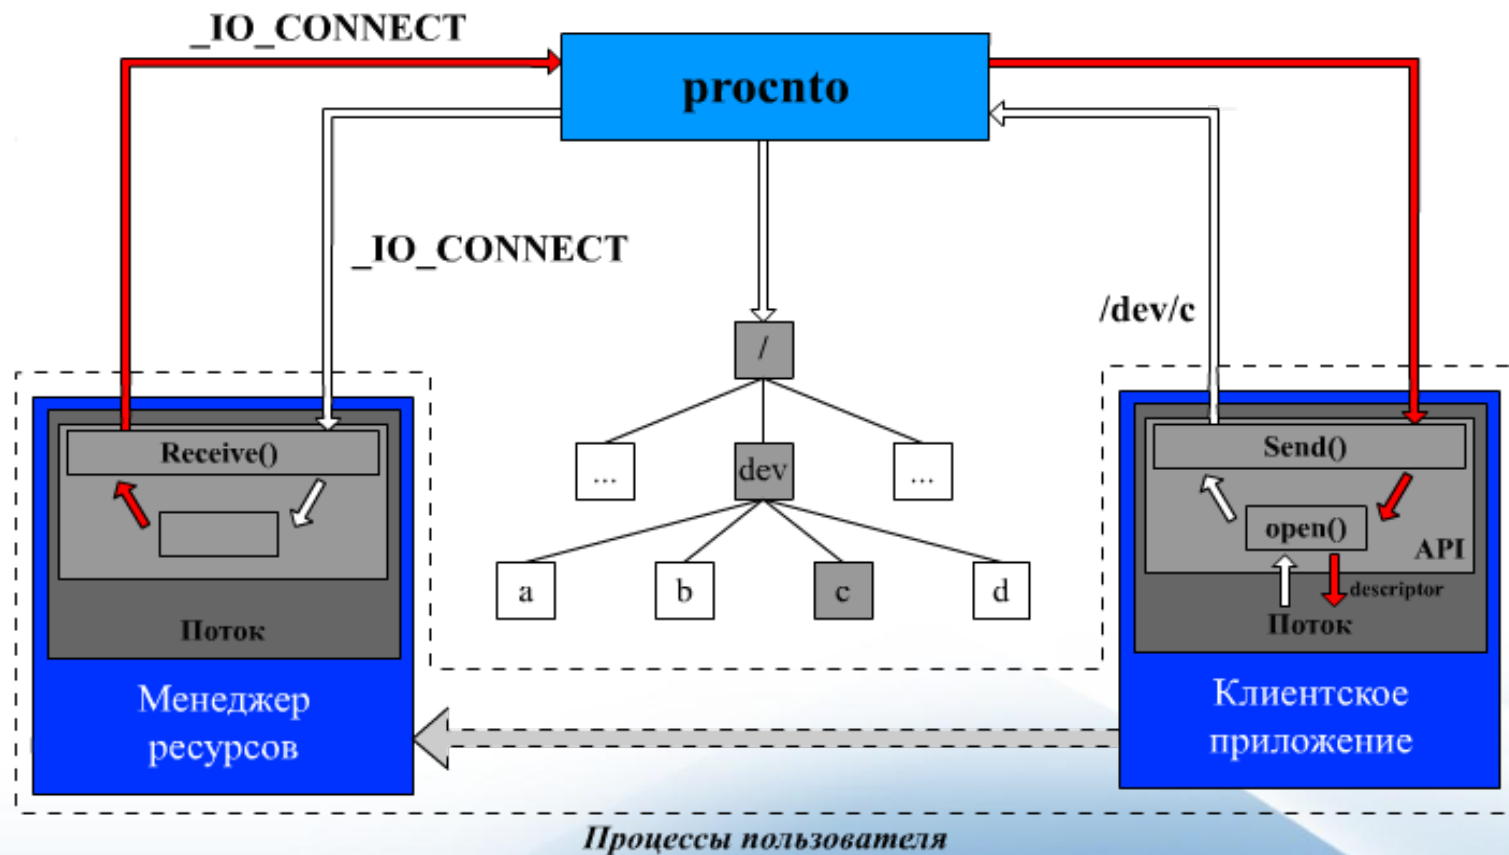 _IO_CONNECT
procnto
_IO_CONNECT
/dev/c
/
...
dev
...
a
b
c
d
Receive()
Поток
Менеджер
ресурсов
Send()
open()
API
descriptor
Поток
Клиентское
приложение
Процессы пользователя